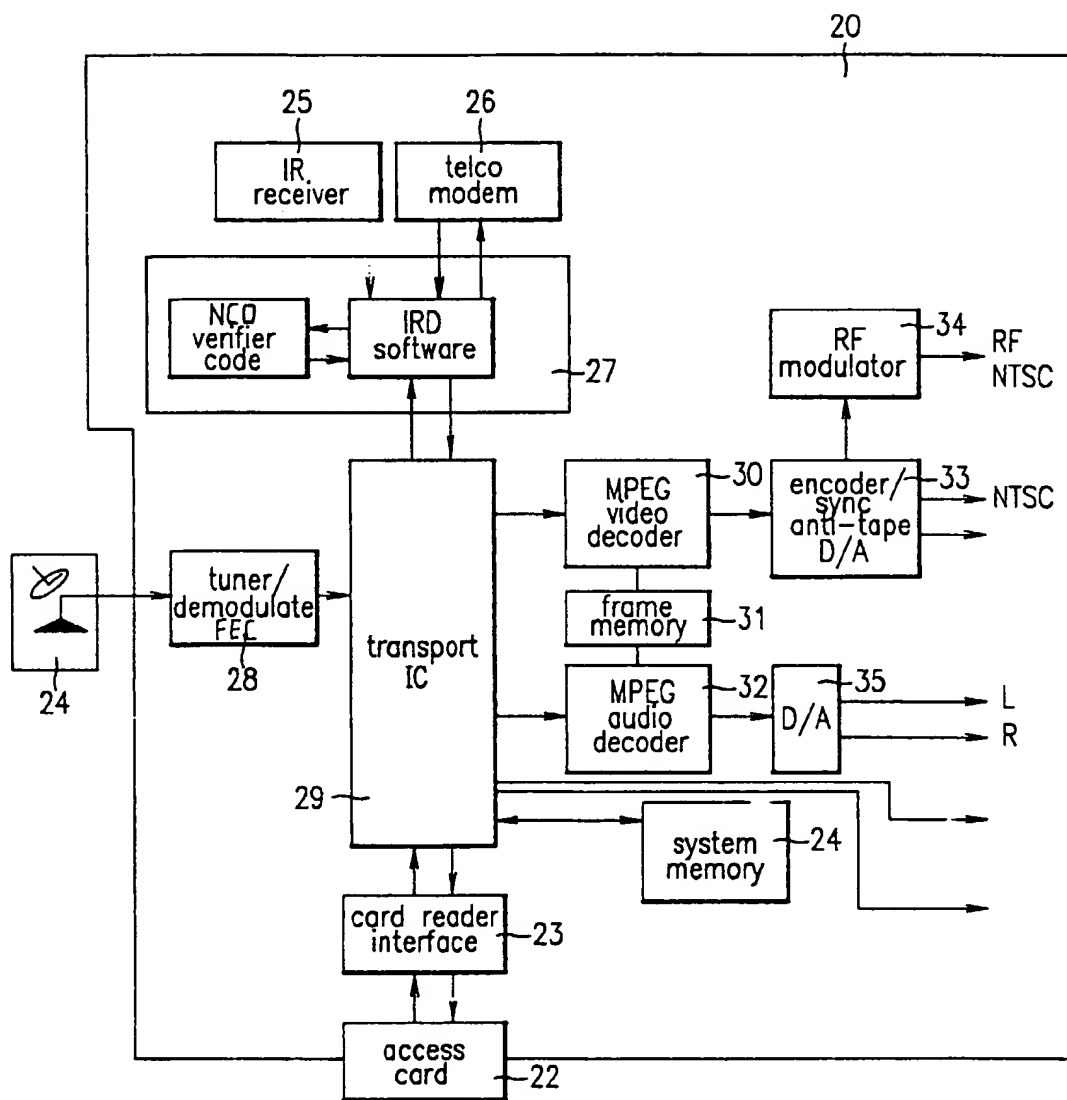 20
25
26
IR
receiver
telco
modem
NCO
verifier
code
IRD
software
27
RF
modulator
34
RF
NTSC
MPEG
video
decoder
30
encoder/
sync
anti-tape
D/A
33
NTSC
24
tuner/
demodulate
FEC
28
transport
IC
29
frame
memory
31
MPEG
audio
decoder
32
D/A
35
L
R
system
memory
24
card reader
interface
23
access
card
22